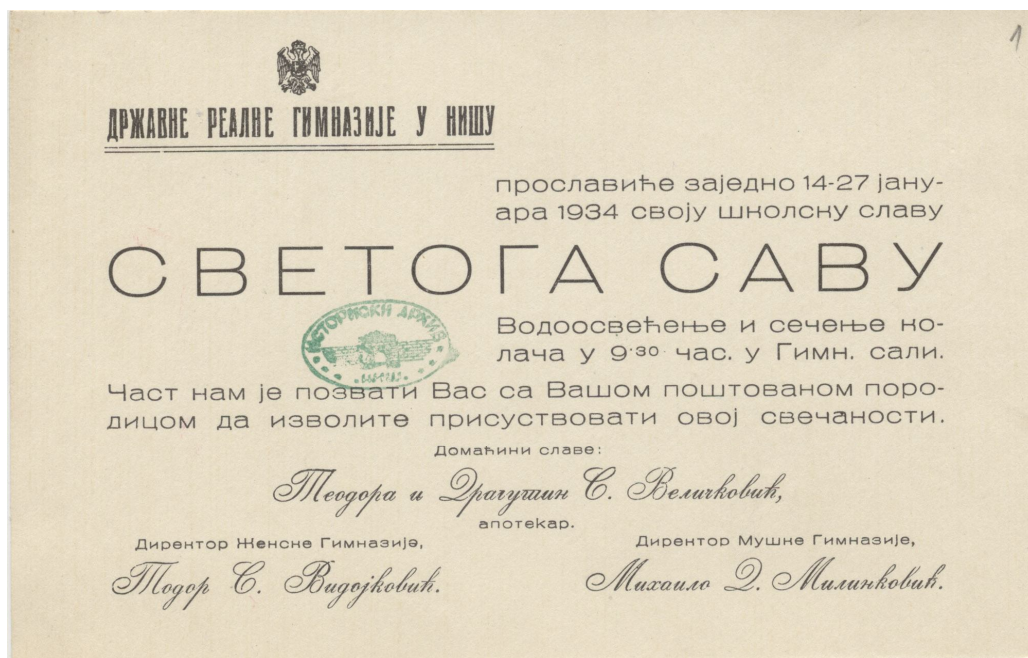 1
ДРЖАВНЕ РЕАЛНЕ ГИМНАЗИЈЕ У НИШУ
прославиће заједно 14-27 јану-
ара 1934 своју школску славу
СВЕТОГА САВУ
ИСТОРИСКИ АРХИВ
Водоосвећење и сечење ко-
лача у 9·30· час. у Гимн. сали.
Част нам је позвати Вас са Вашом поштованом поро-
дицом да изволите присуствовати овој свечаности.
Домаћини славе:
Теодора и Драгутин С. Величковић,
апотекар.
Директор Женске Гимназије,
Тодор С. Видојковић.
Директор Мушке Гимназије,
Михаило Д. Милинковић.